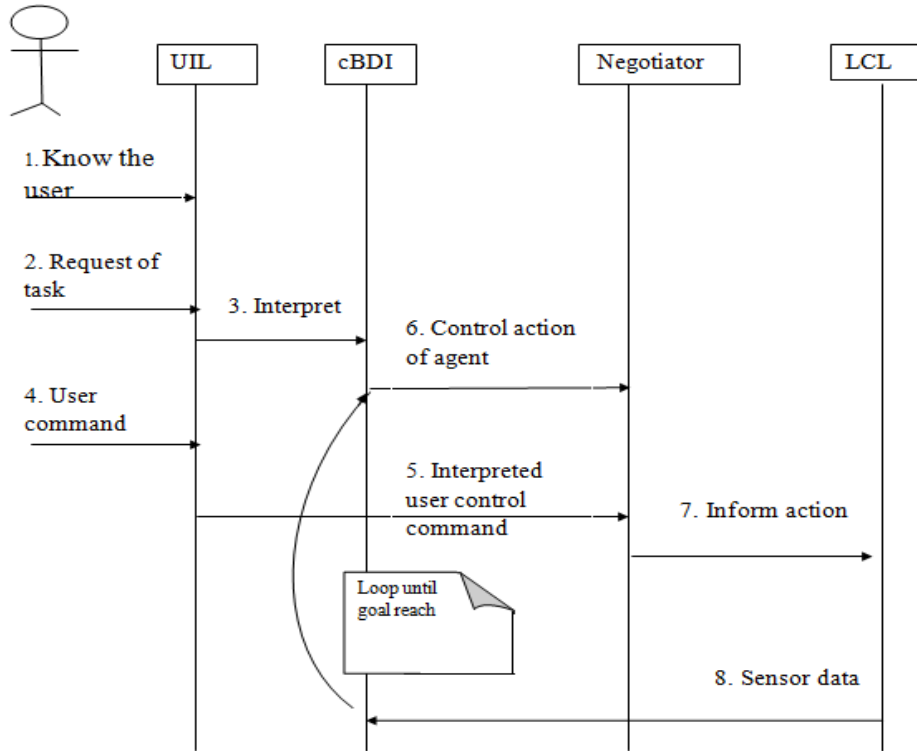 UIL
cBDI
Negotiator
LCL
1. Know the
user
2. Request of
task
3. Interpret
6. Control action
of agent
4. User
command
5. Interpreted
user control
command
7. Inform action
Loop until
goal reach
8. Sensor data